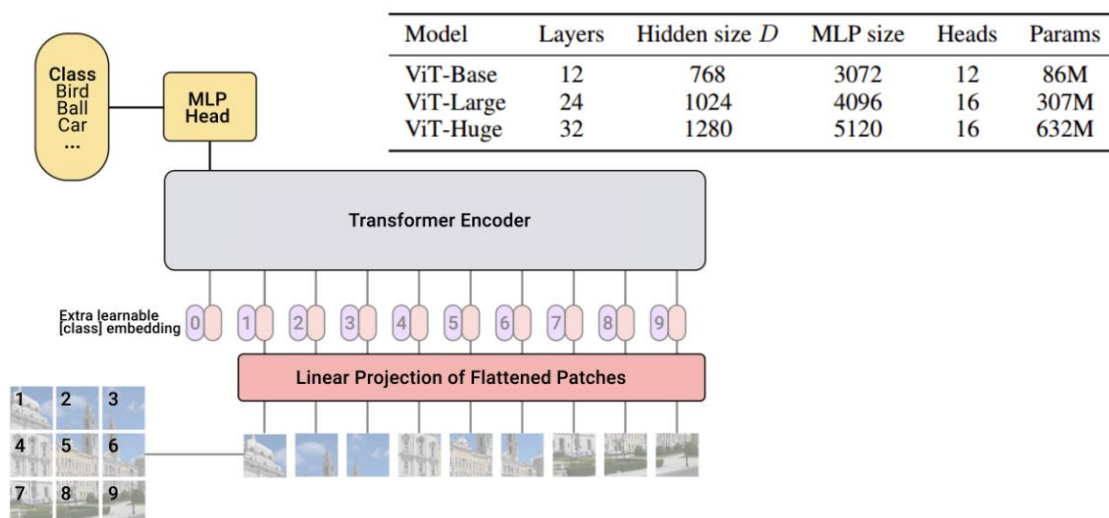 Model Layers Hidden size D MLP size Heads Params
ViT-Base 12 768 3072 12 86M
ViT-Large 24 1024 4096 16 307M
ViT-Huge 32 1280 5120 16 632M
Class
Bird
Ball
Car
...
MLP
Head
Transformer Encoder
Extra learnable
[class] embedding
0 1 2 3 4 5 6 7 8 9
Linear Projection of Flattened Patches
1 2 3
4 5 6
7 8 9